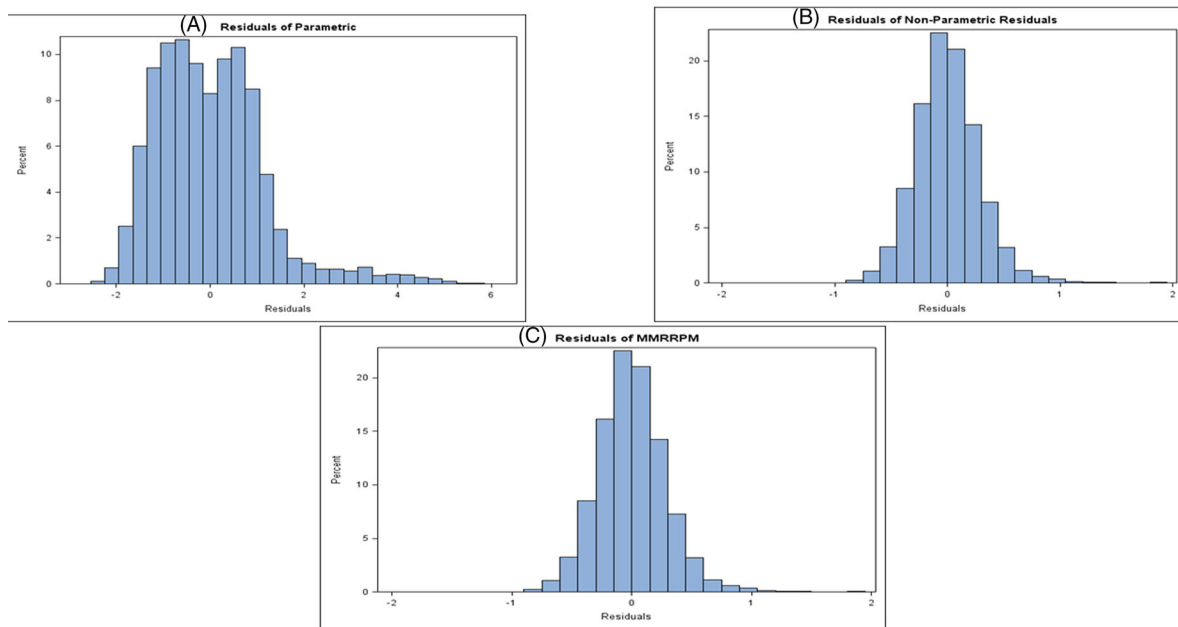 (A)
Residuals of Parametric
10
8
6
4
2
0
Percent
-2 0 2 4 6
Residuals
(B)
Residuals of Non-Parametric Residuals
20
15
10
5
0
Percent
-2 -1 0 1 2
Residuals
(C)
Residuals of MMRRPM
20
15
10
5
0
Percent
-2 -1 0 1 2
Residuals